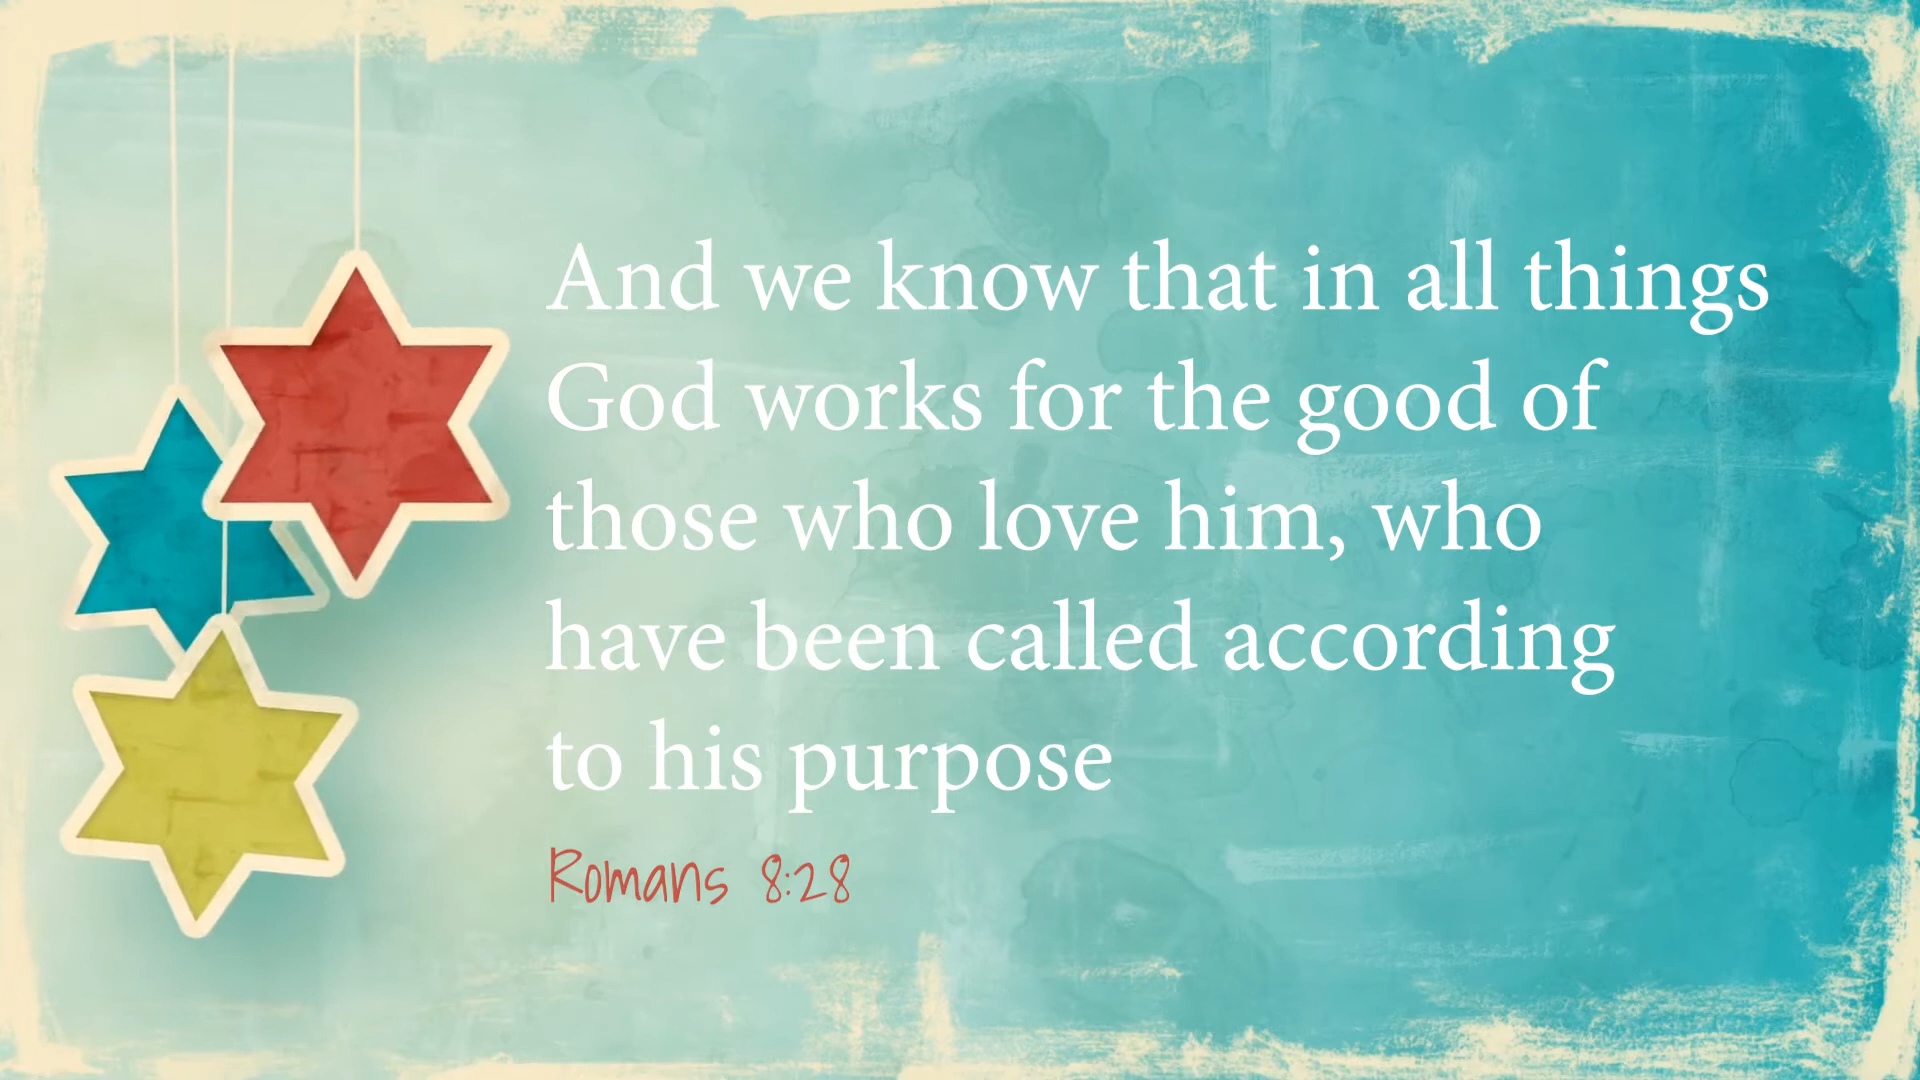 And we know that in all things
God works for the good of
those who love him, who
have been called according
to his purpose
Romans 8:28